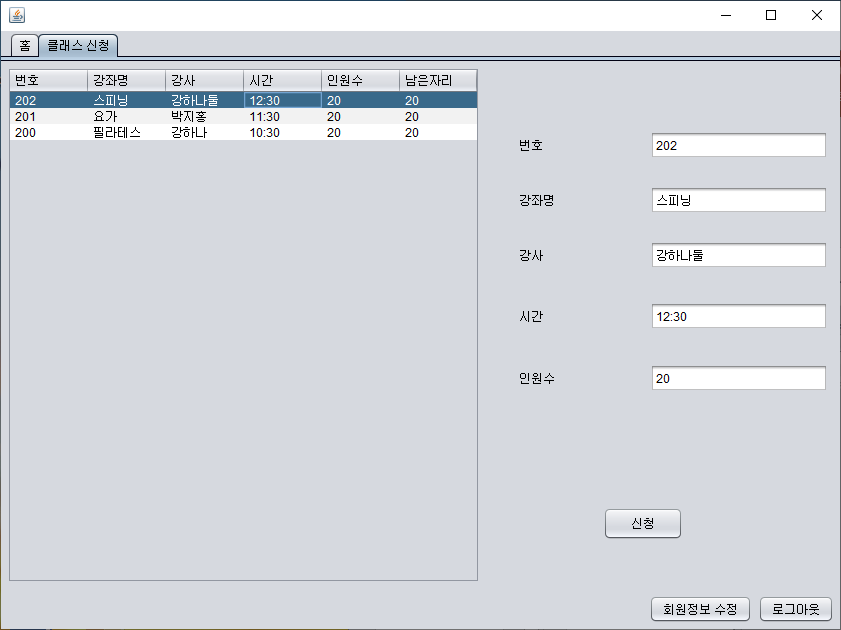 홈 클래스 신청
번호 강좌명 강사 시간 인원수 남은자리
202 스피닝 강하나둘 12:30 20 20
201 요가 박지홍 11:30 20 20
200 필라테스 강하나 10:30 20 20
번호 202
강좌명 스피닝
강사 강하나둘
시간 12:30
인원수 20
신청
회원정보 수정 로그아웃